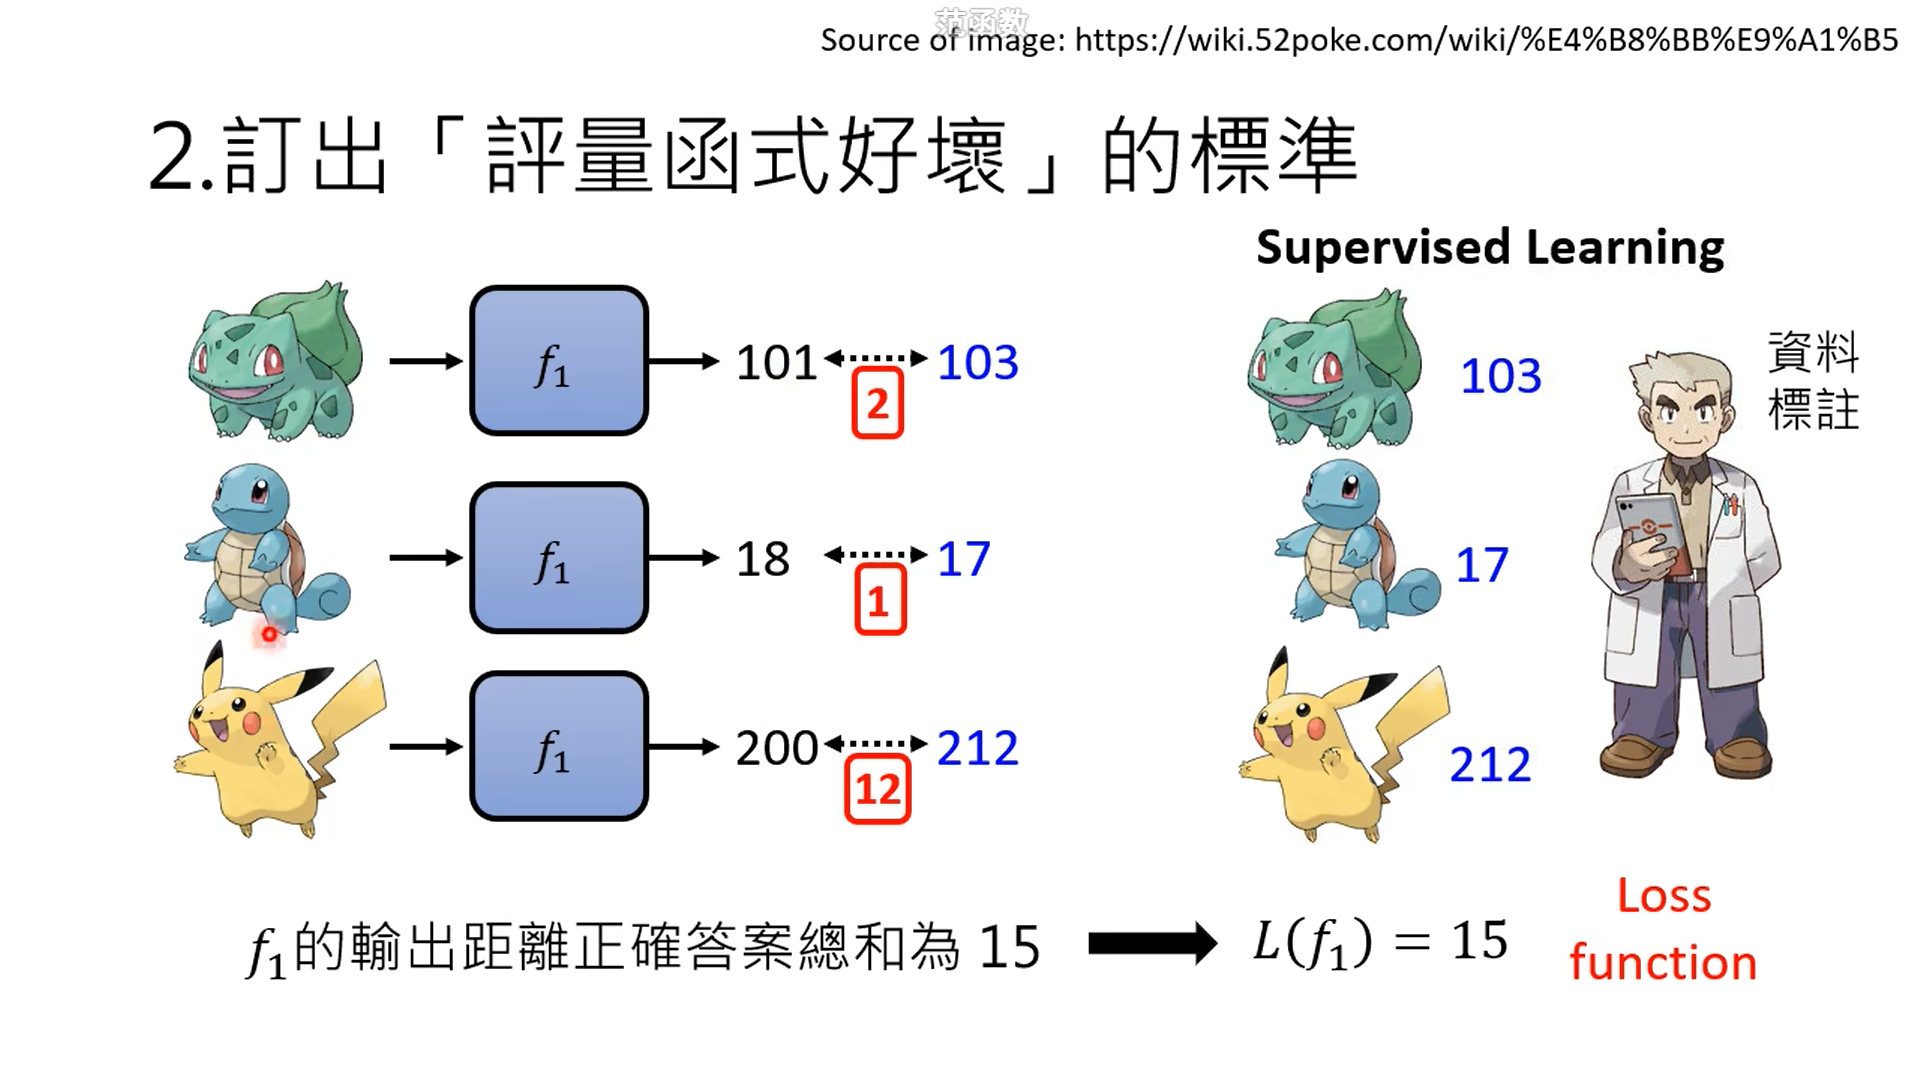 范函数
Source of image: https://wiki.52poke.com/wiki/%E4%B8%BB%E9%A1%B5
2.訂出「評量函式好壞」的標準
Supervised Learning
f₁ 101 103
2
f₁ 18 17
1
f₁ 200 212
12
103
17
212
資料
標註
f₁的輸出距離正確答案總和為 15
L(f₁) = 15
Loss
function